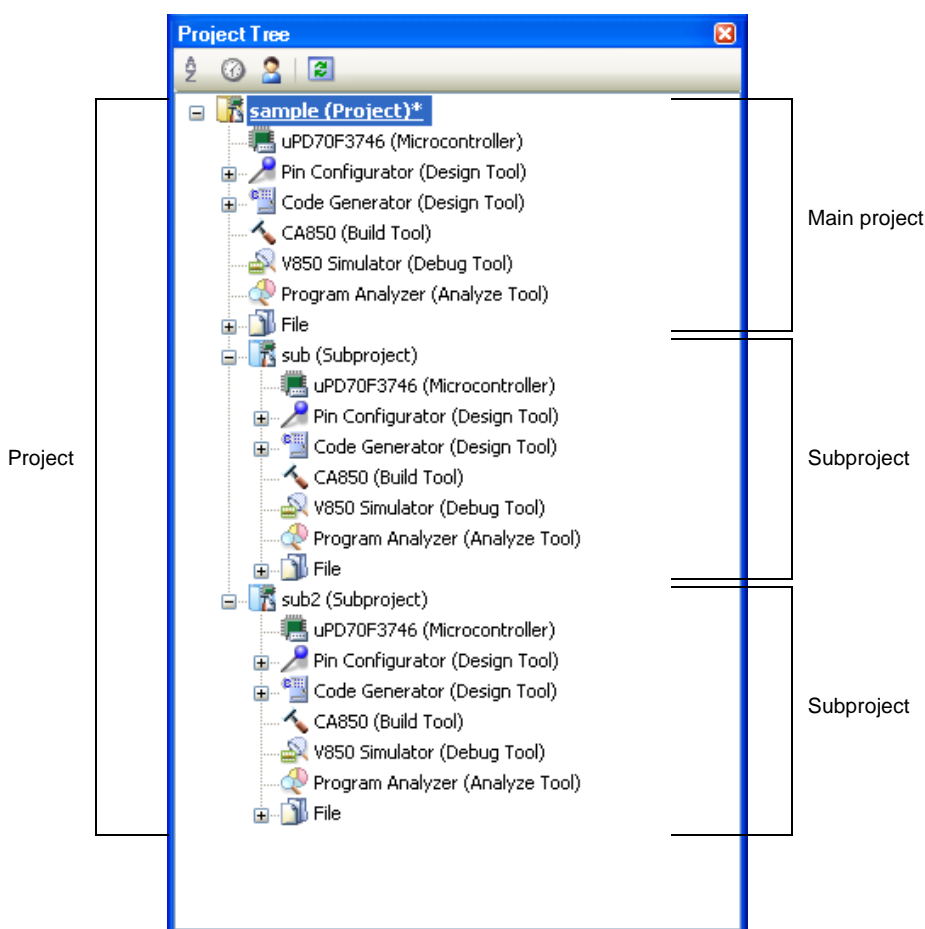 Project Tree
sample (Project)*
uPD70F3746 (Microcontroller)
Pin Configurator (Design Tool)
Code Generator (Design Tool)
CA850 (Build Tool)
V850 Simulator (Debug Tool)
Program Analyzer (Analyze Tool)
File
Main project
sub (Subproject)
uPD70F3746 (Microcontroller)
Pin Configurator (Design Tool)
Code Generator (Design Tool)
CA850 (Build Tool)
V850 Simulator (Debug Tool)
Program Analyzer (Analyze Tool)
File
Project
Subproject
sub2 (Subproject)
uPD70F3746 (Microcontroller)
Pin Configurator (Design Tool)
Code Generator (Design Tool)
CA850 (Build Tool)
V850 Simulator (Debug Tool)
Program Analyzer (Analyze Tool)
File
Subproject